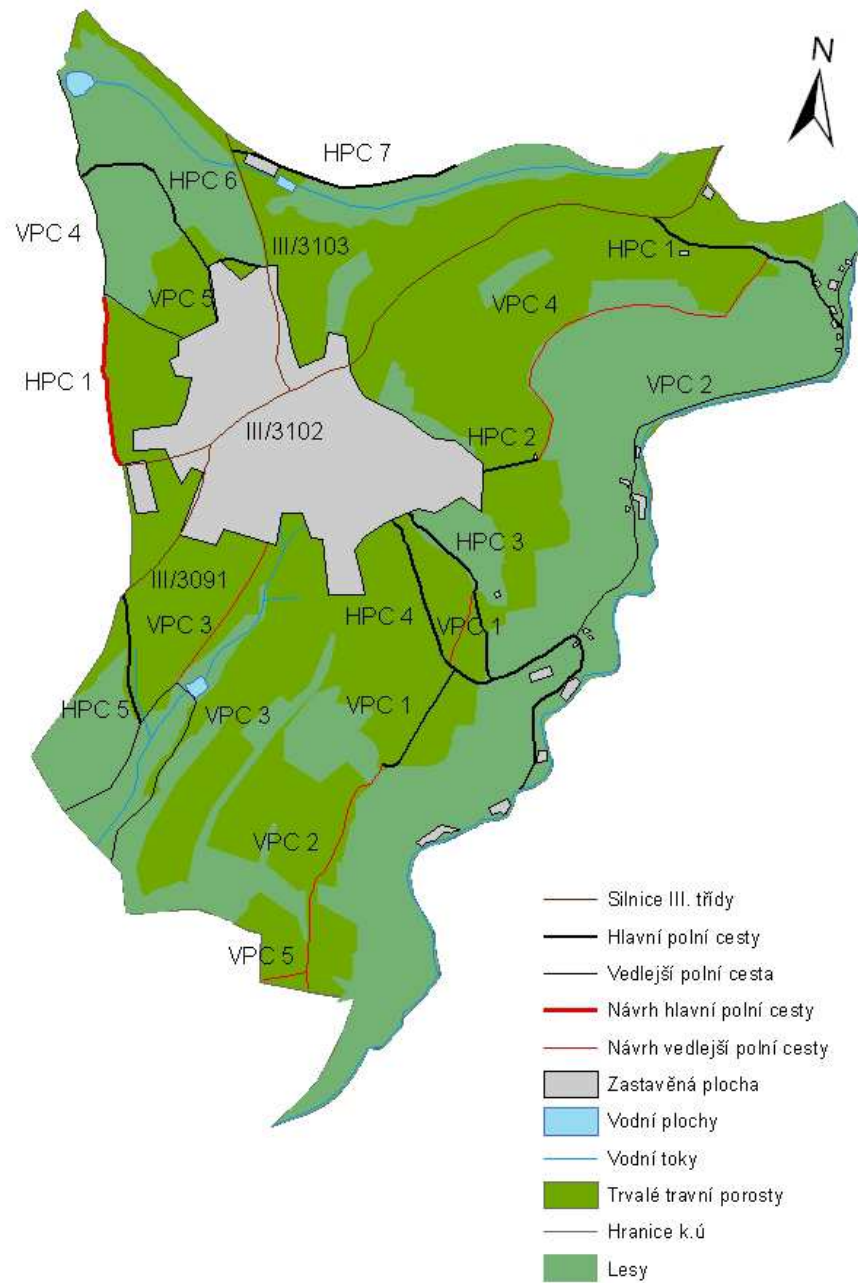 N
HPC 7
HPC 6
VPC 4
III/3103
HPC 1
VPC 5
VPC 4
HPC 1
VPC 2
III/3102
HPC 2
HPC 3
III/3091
HPC 4
VPC 1
VPC 3
HPC 5
VPC 3
VPC 1
VPC 2
VPC 5
Silnice III. třídy
Hlavní polní cesty
Vedlejší polní cesta
Návrh hlavní polní cesty
Návrh vedlejší polní cesty
Zastavěná plocha
Vodní plochy
Vodní toky
Trvalé travní porosty
Hranice k.ú
Lesy